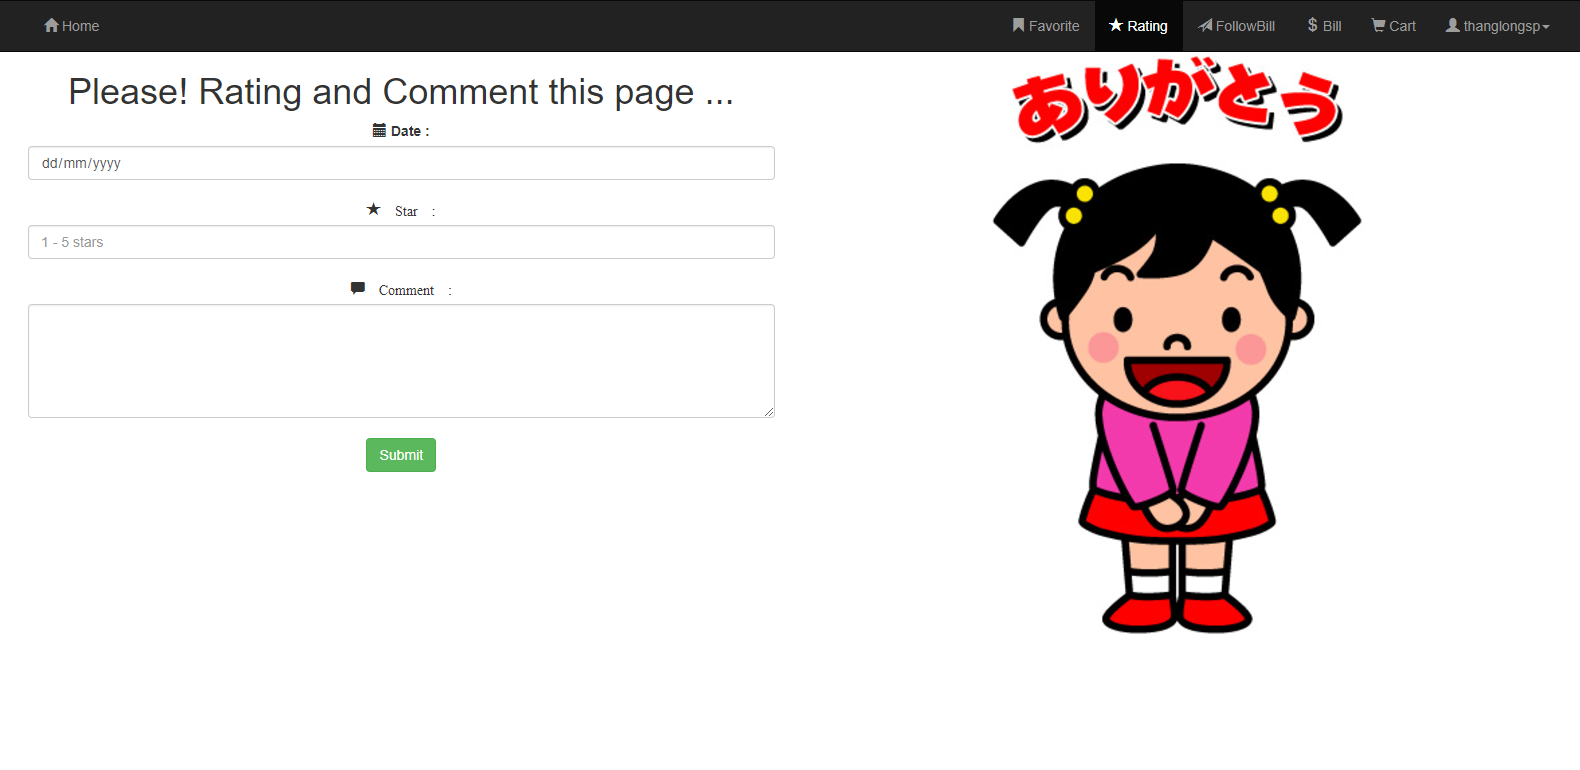 Home Favorite Rating FollowBill Bill Cart thanglongsp
Please! Rating and Comment this page ...
Date :
dd/mm/yyyy
Star :
1 - 5 stars
Comment :
Submit
ありがとう